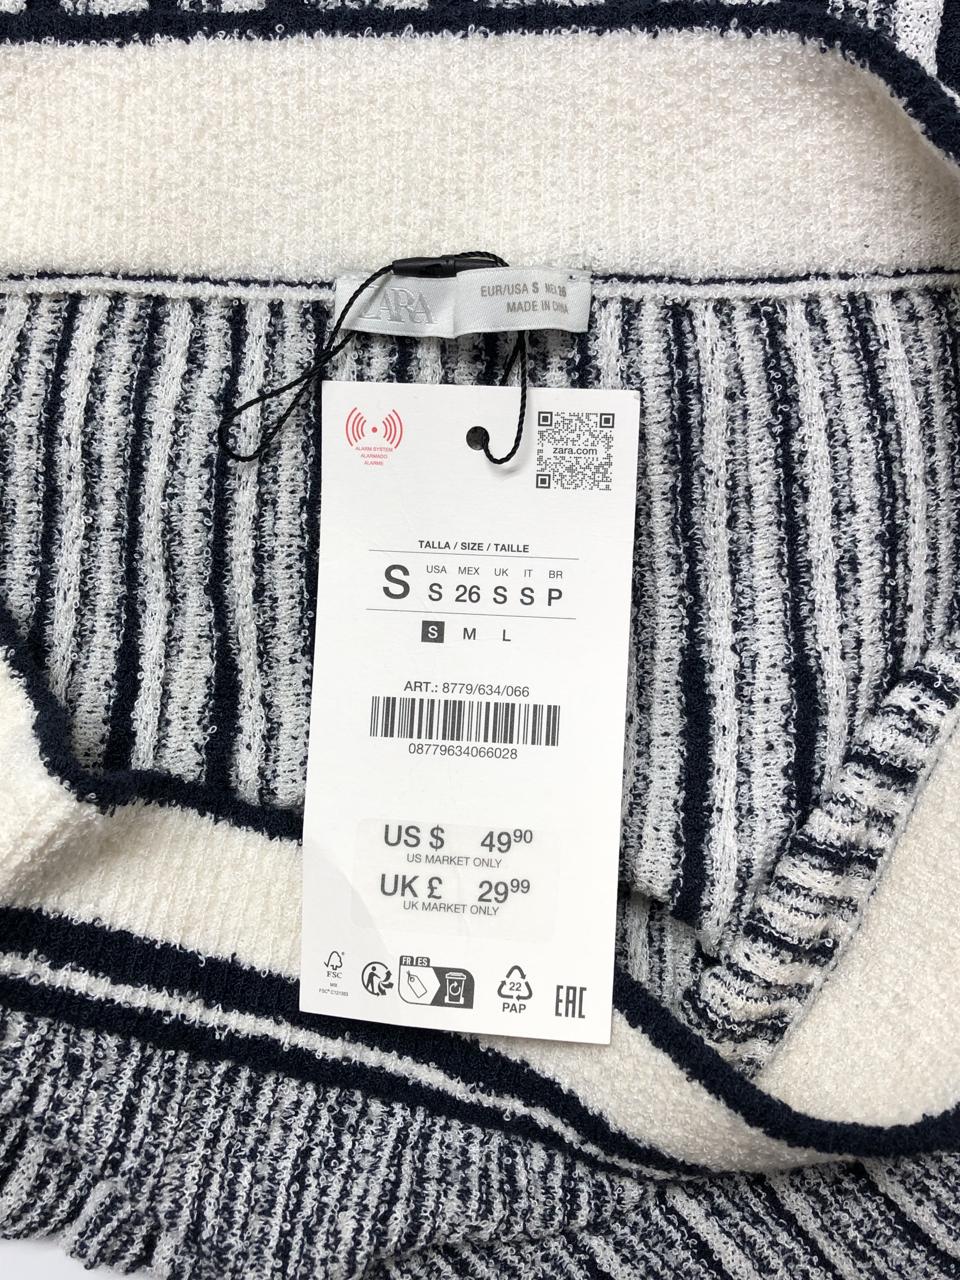 ZARA
EUR/USA S MEX 26
MADE IN CHINA
ALARM SYSTEM
ALARMADO
ALARME
zara.com
TALLA / SIZE / TAILLE
USA MEX UK IT BR
S S 26 S S P
S M L
ART.: 8779/634/066
08779634066028
US $ 49.90
US MARKET ONLY
UK £ 29.99
UK MARKET ONLY
FR ES
FSC
MIX
22
PAP
EAC